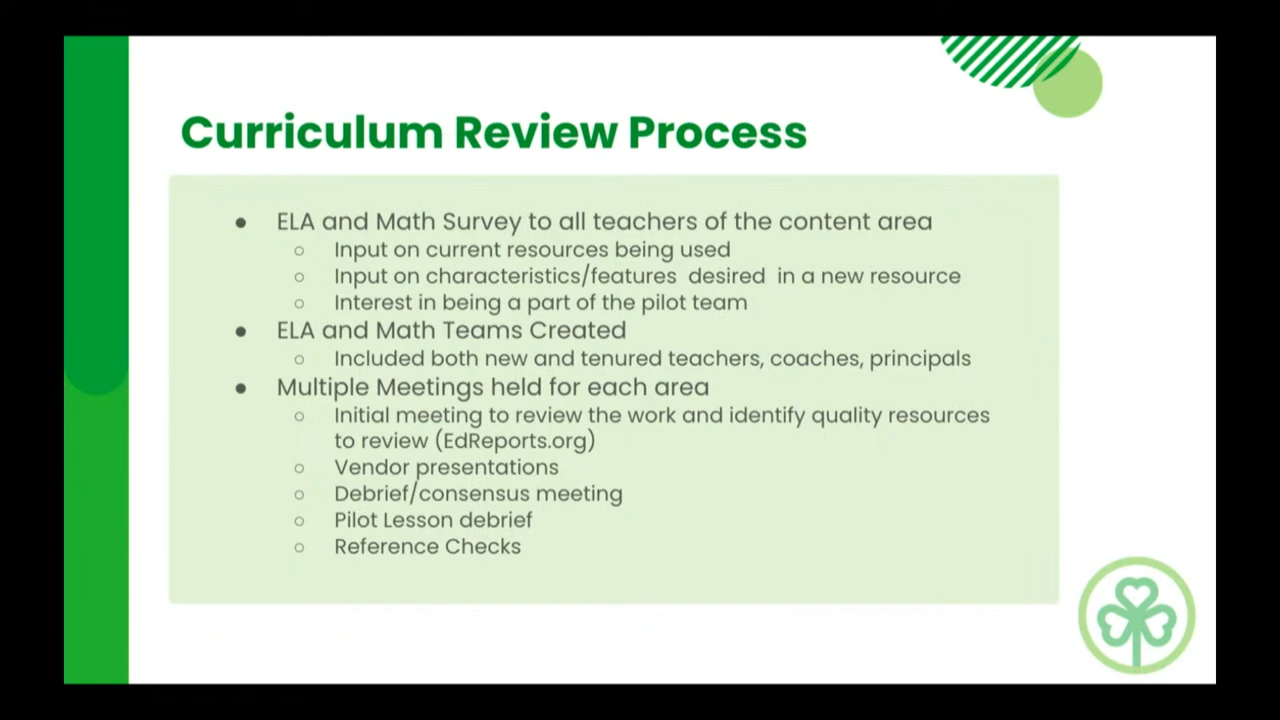 Curriculum Review Process
● ELA and Math Survey to all teachers of the content area
○ Input on current resources being used
○ Input on characteristics/features desired in a new resource
○ Interest in being a part of the pilot team
● ELA and Math Teams Created
○ Included both new and tenured teachers, coaches, principals
● Multiple Meetings held for each area
○ Initial meeting to review the work and identify quality resources
to review (EdReports.org)
○ Vendor presentations
○ Debrief/consensus meeting
○ Pilot Lesson debrief
○ Reference Checks